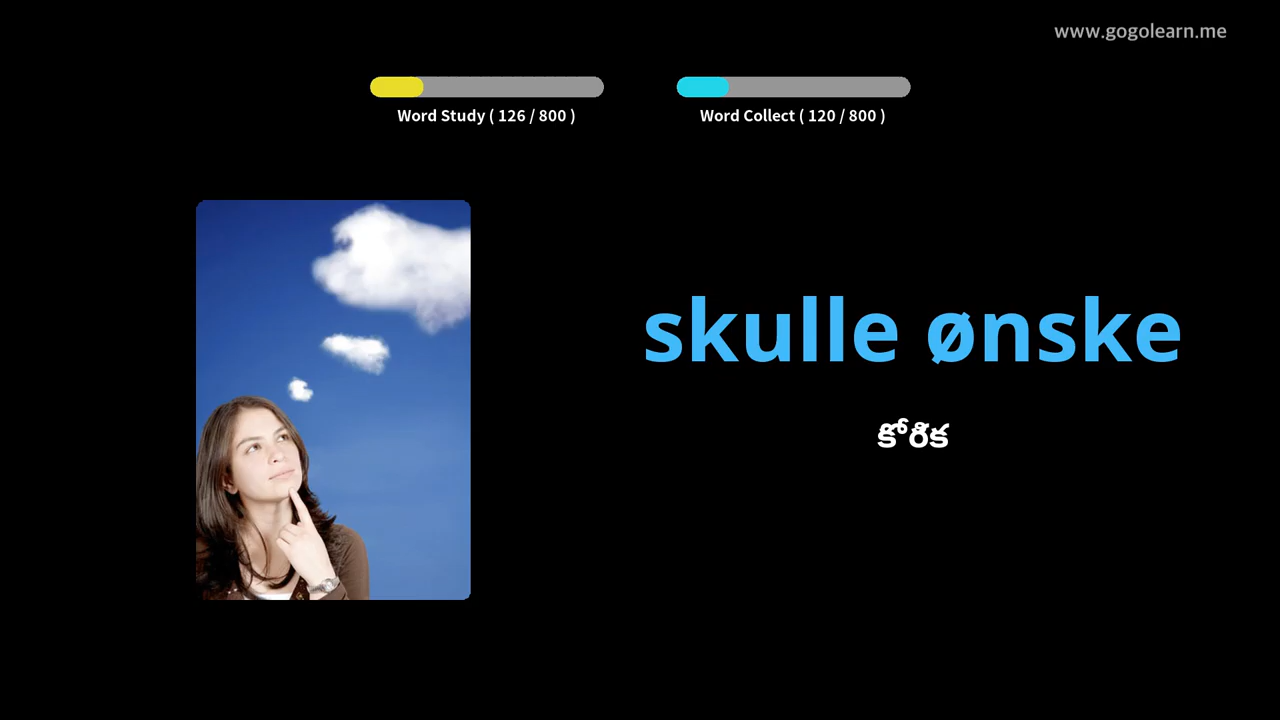 www.gogolearn.me
Word Study ( 126 / 800 )
Word Collect ( 120 / 800 )
skulle ønske
కోరిక